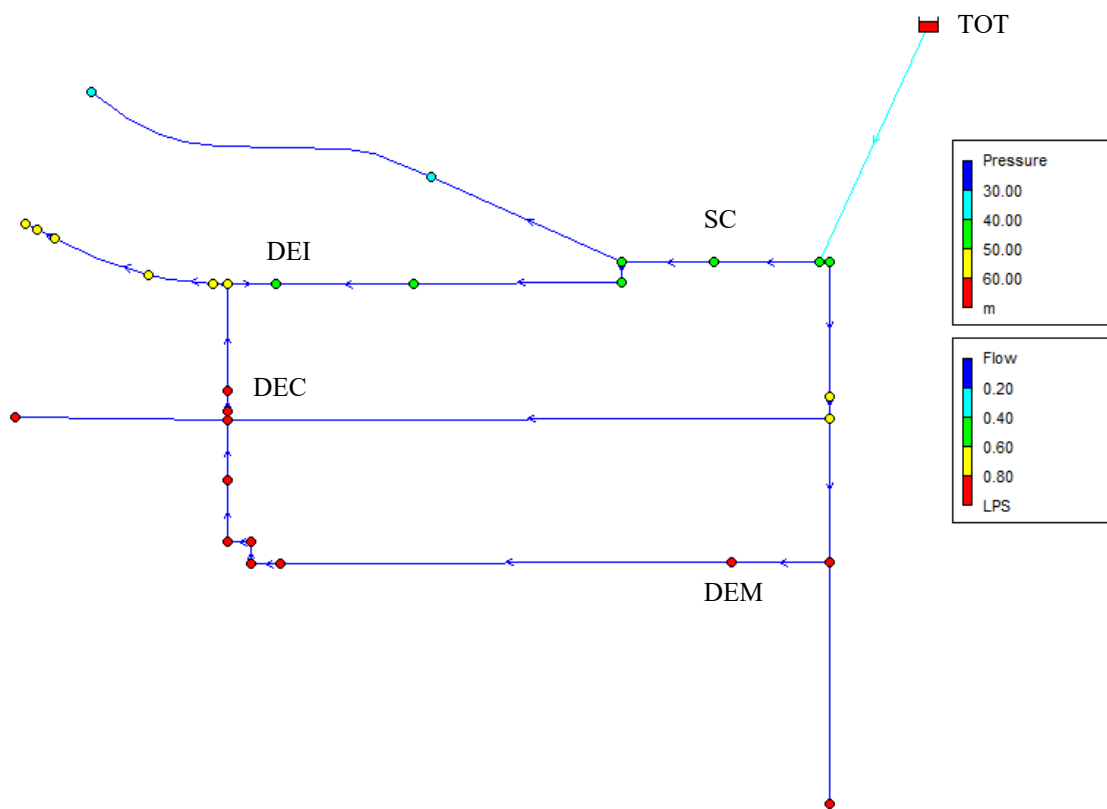 TOT
Pressure
30.00
40.00
50.00
60.00
m
SC
DEI
Flow
0.20
0.40
0.60
0.80
LPS
DEC
DEM